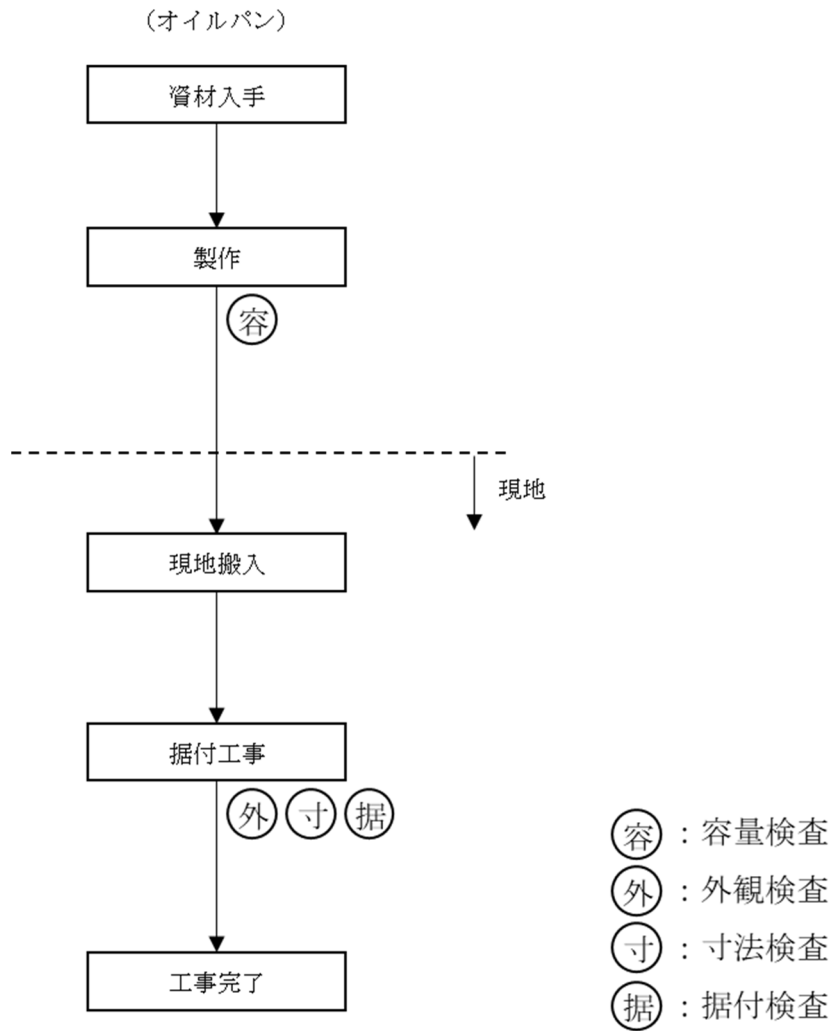 （オイルパン）
資材入手
製作
容
現地
現地搬入
据付工事
外 寸 据
工事完了
容：容量検査
外：外観検査
寸：寸法検査
据：据付検査